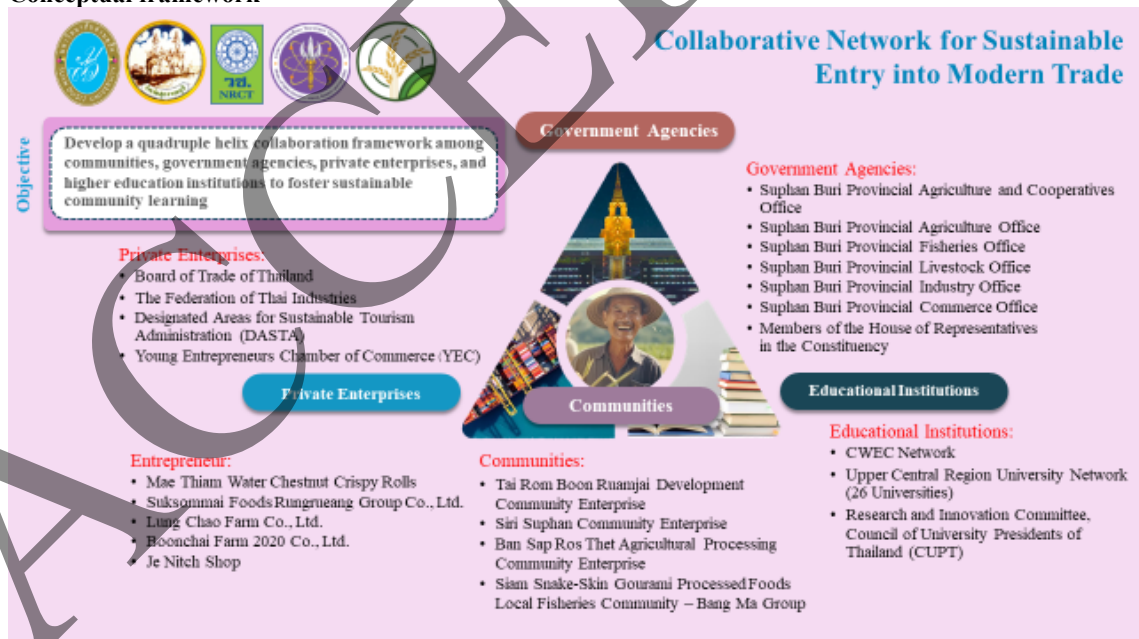 Conceptual framework
วช.
NRCT
Collaborative Network for Sustainable
Entry into Modern Trade
Objective
Develop a quadruple helix collaboration framework among
communities, government agencies, private enterprises, and
higher education institutions to foster sustainable
community learning
Government Agencies
Government Agencies:
• Suphan Buri Provincial Agriculture and Cooperatives
Office
• Suphan Buri Provincial Agriculture Office
• Suphan Buri Provincial Fisheries Office
• Suphan Buri Provincial Livestock Office
• Suphan Buri Provincial Industry Office
• Suphan Buri Provincial Commerce Office
• Members of the House of Representatives
in the Constituency
Private Enterprises:
• Board of Trade of Thailand
• The Federation of Thai Industries
• Designated Areas for Sustainable Tourism
Administration (DASTA)
• Young Entrepreneurs Chamber of Commerce (YEC)
Private Enterprises
Communities
Educational Institutions
Entrepreneur:
• Mae Thiam Water Chestnut Crispy Rolls
• Suksommai Foods Rungrueang Group Co., Ltd.
• Lung Chao Farm Co., Ltd.
• Boonchai Farm 2020 Co., Ltd.
• Je Nitch Shop
Communities:
• Tai Rom Boon Ruamjai Development
Community Enterprise
• Siri Suphan Community Enterprise
• Ban Sap Ros Thet Agricultural Processing
Community Enterprise
• Siam Snake-Skin Gourami Processed Foods
Local Fisheries Community – Bang Ma Group
Educational Institutions:
• CWEC Network
• Upper Central Region University Network
(26 Universities)
• Research and Innovation Committee,
Council of University Presidents of
Thailand (CUPT)